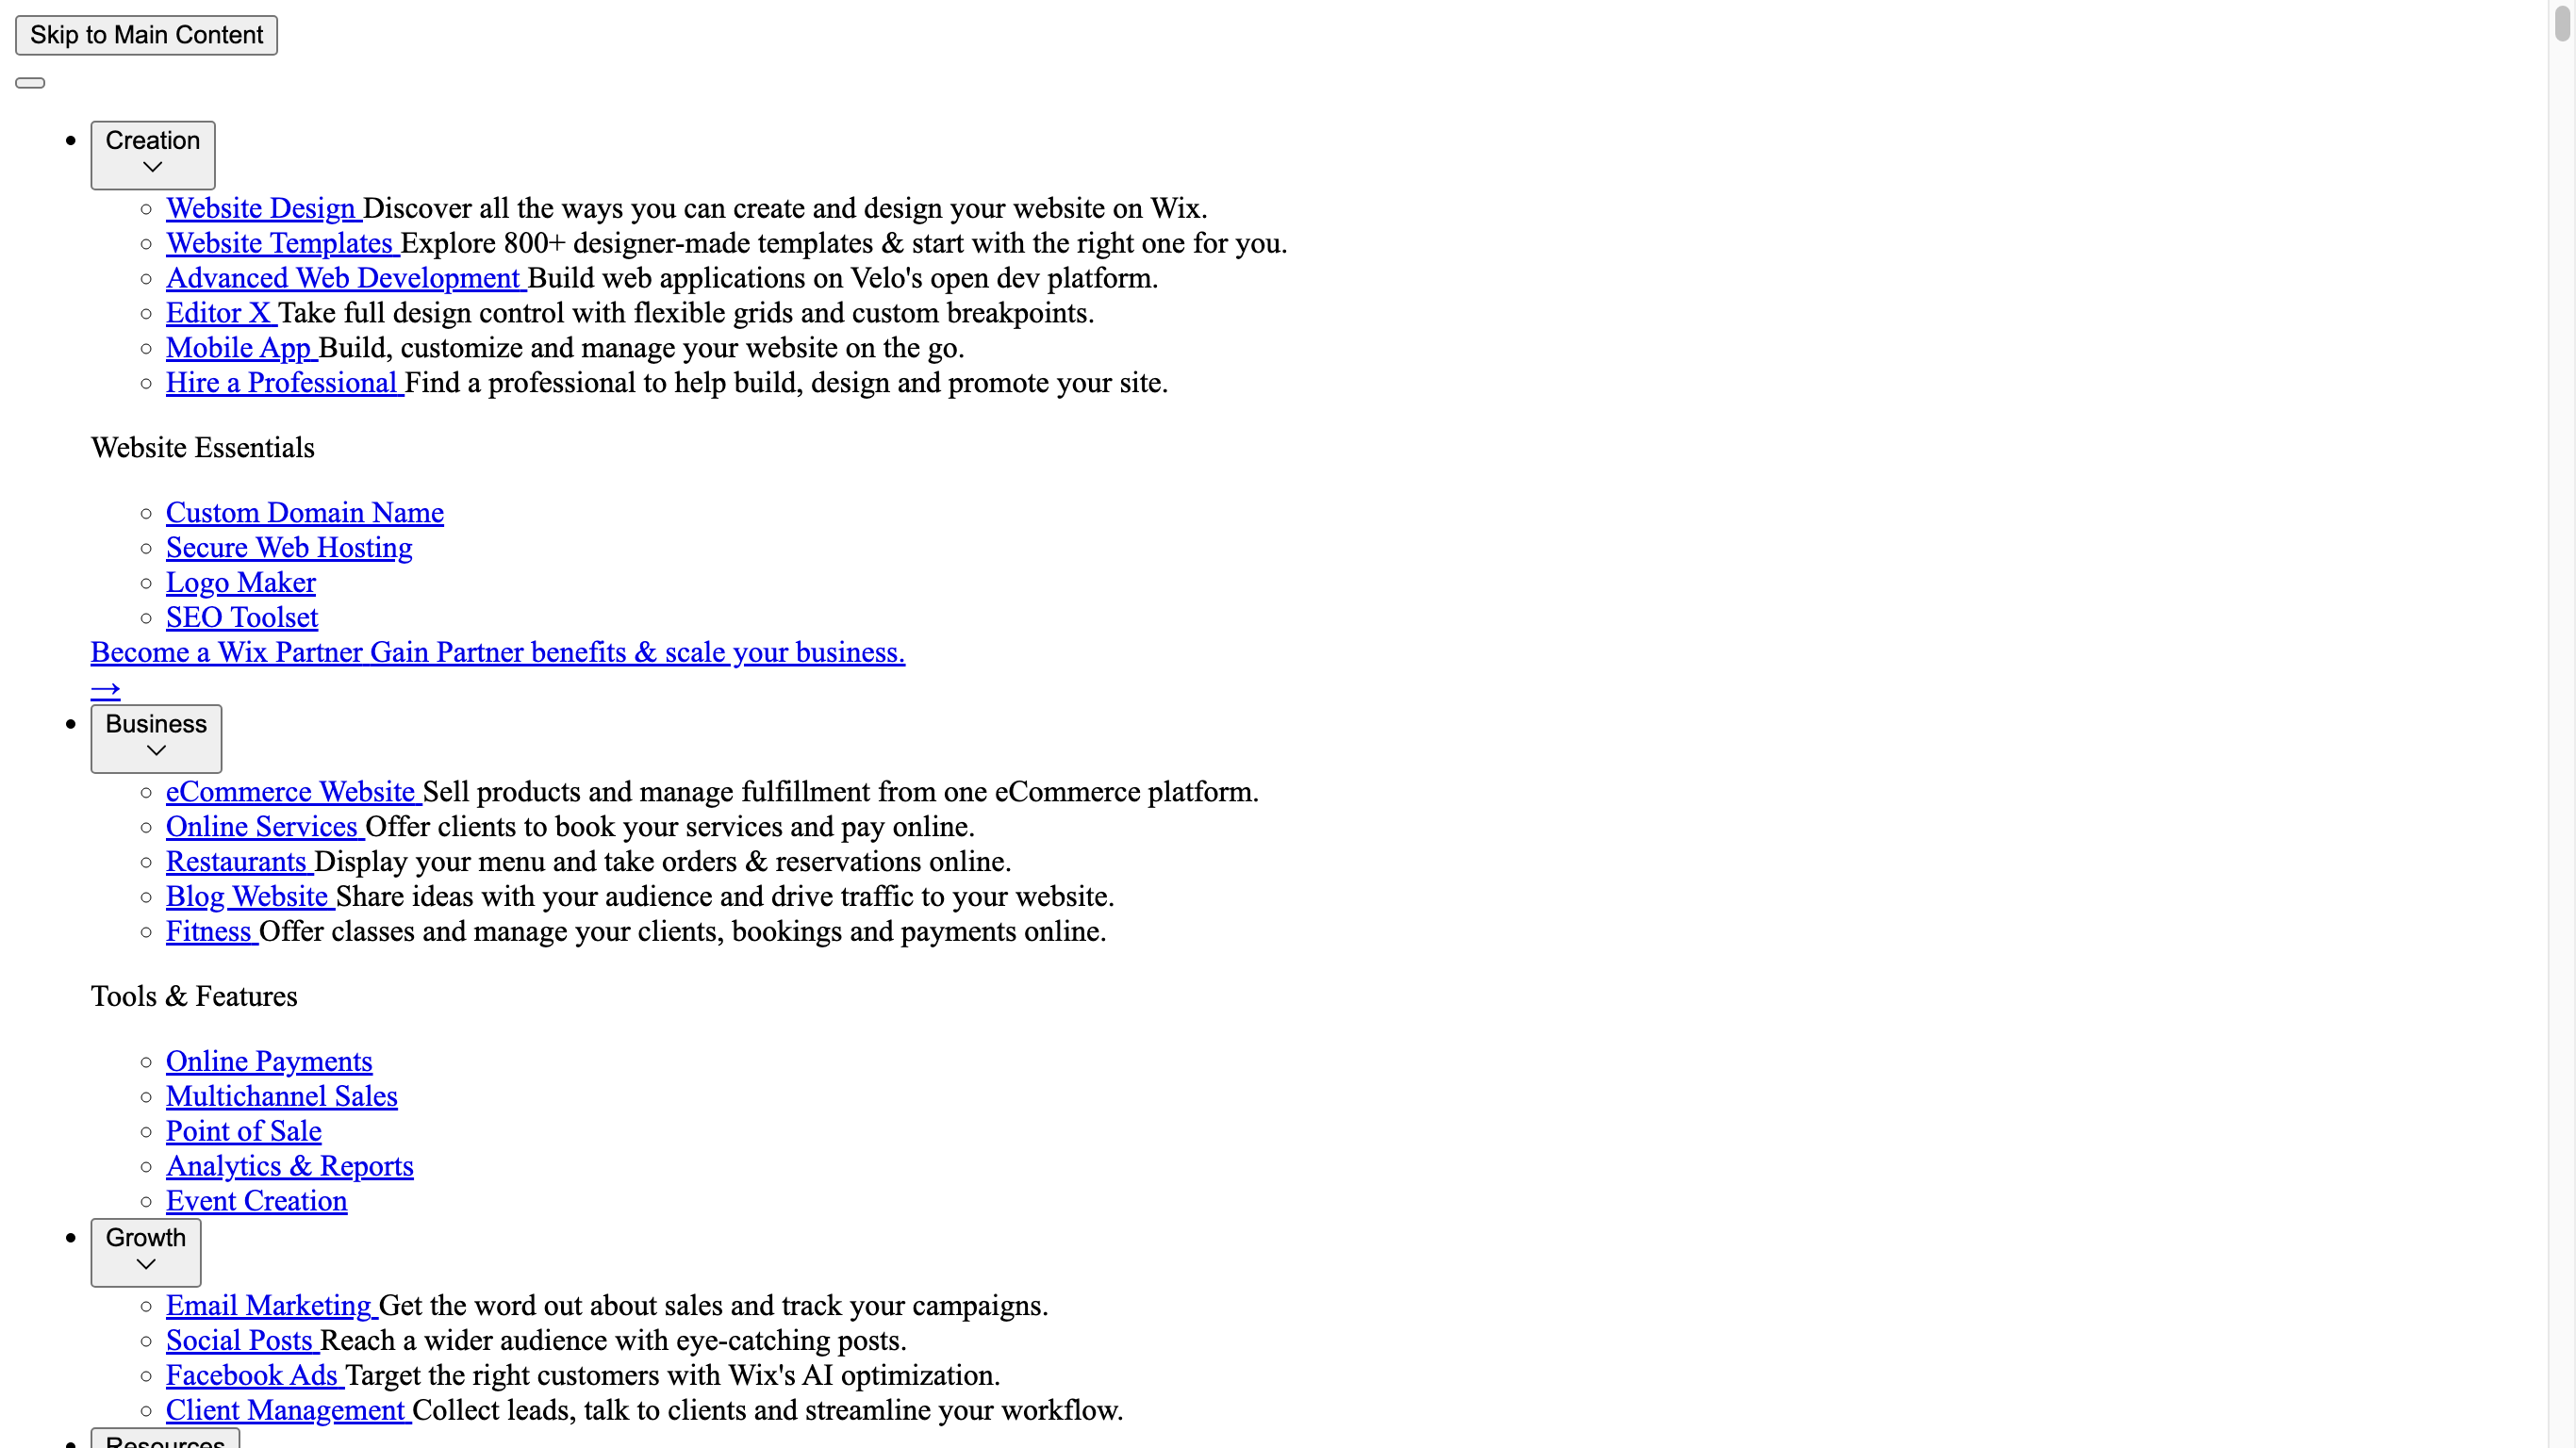 Skip to Main Content
Creation
Website Design Discover all the ways you can create and design your website on Wix.
Website Templates Explore 800+ designer-made templates & start with the right one for you.
Advanced Web Development Build web applications on Velo's open dev platform.
Editor X Take full design control with flexible grids and custom breakpoints.
Mobile App Build, customize and manage your website on the go.
Hire a Professional Find a professional to help build, design and promote your site.
Website Essentials
Custom Domain Name
Secure Web Hosting
Logo Maker
SEO Toolset
Become a Wix Partner Gain Partner benefits & scale your business.
→
Business
eCommerce Website Sell products and manage fulfillment from one eCommerce platform.
Online Services Offer clients to book your services and pay online.
Restaurants Display your menu and take orders & reservations online.
Blog Website Share ideas with your audience and drive traffic to your website.
Fitness Offer classes and manage your clients, bookings and payments online.
Tools & Features
Online Payments
Multichannel Sales
Point of Sale
Analytics & Reports
Event Creation
Growth
Email Marketing Get the word out about sales and track your campaigns.
Social Posts Reach a wider audience with eye-catching posts.
Facebook Ads Target the right customers with Wix's AI optimization.
Client Management Collect leads, talk to clients and streamline your workflow.
Resources